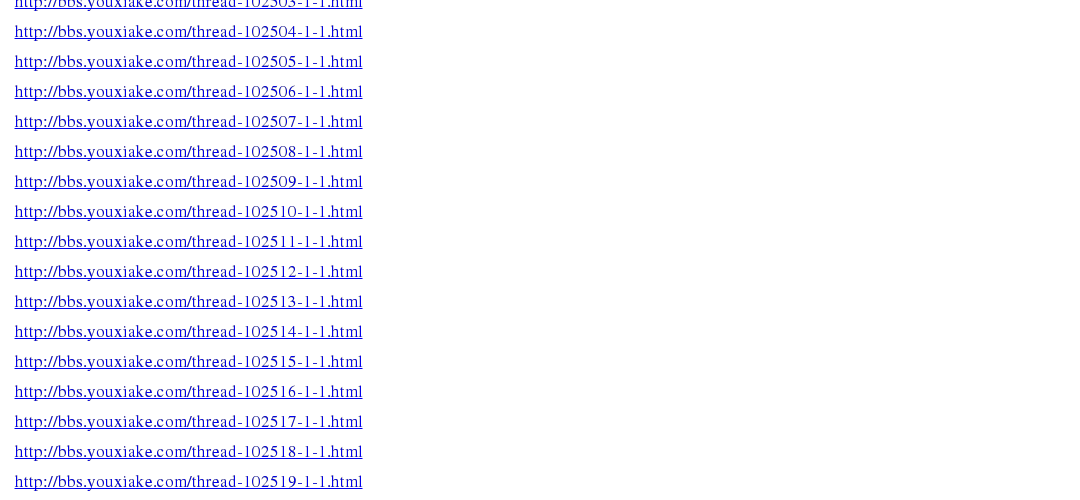 http://bbs.youxiake.com/thread-102503-1-1.html
http://bbs.youxiake.com/thread-102504-1-1.html
http://bbs.youxiake.com/thread-102505-1-1.html
http://bbs.youxiake.com/thread-102506-1-1.html
http://bbs.youxiake.com/thread-102507-1-1.html
http://bbs.youxiake.com/thread-102508-1-1.html
http://bbs.youxiake.com/thread-102509-1-1.html
http://bbs.youxiake.com/thread-102510-1-1.html
http://bbs.youxiake.com/thread-102511-1-1.html
http://bbs.youxiake.com/thread-102512-1-1.html
http://bbs.youxiake.com/thread-102513-1-1.html
http://bbs.youxiake.com/thread-102514-1-1.html
http://bbs.youxiake.com/thread-102515-1-1.html
http://bbs.youxiake.com/thread-102516-1-1.html
http://bbs.youxiake.com/thread-102517-1-1.html
http://bbs.youxiake.com/thread-102518-1-1.html
http://bbs.youxiake.com/thread-102519-1-1.html